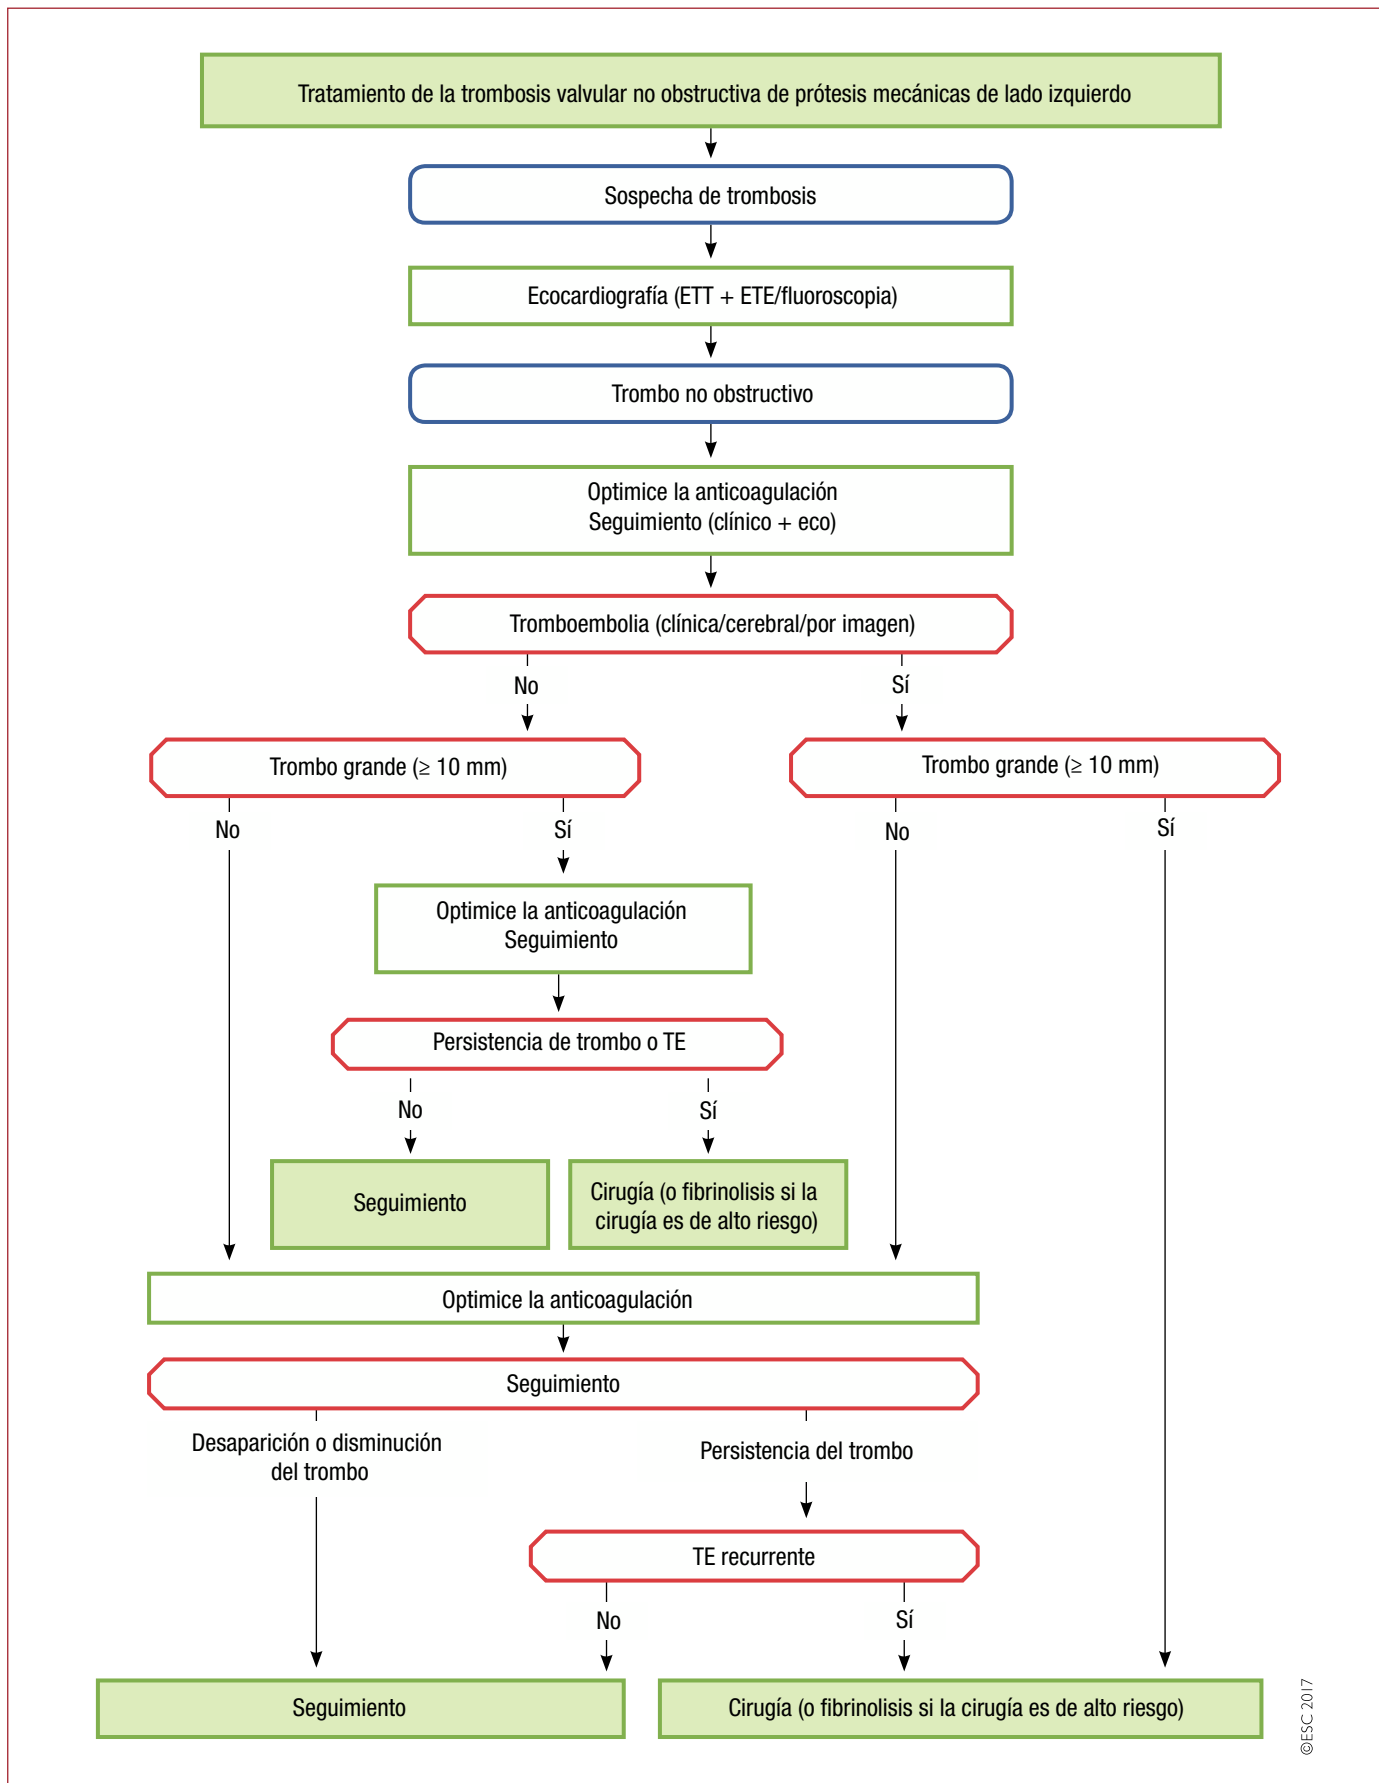 Tratamiento de la trombosis valvular no obstructiva de prótesis mecánicas de lado izquierdo
Sospecha de trombosis
Ecocardiografía (ETT + ETE/fluoroscopia)
Trombo no obstructivo
Optimice la anticoagulación
Seguimiento (clínico + eco)
Tromboembolia (clínica/cerebral/por imagen)
No
Sí
Trombo grande (≥ 10 mm)
Trombo grande (≥ 10 mm)
No
Sí
No
Sí
Optimice la anticoagulación
Seguimiento
Persistencia de trombo o TE
No
Sí
Seguimiento
Cirugía (o fibrinolisis si la
cirugía es de alto riesgo)
Optimice la anticoagulación
Seguimiento
Desaparición o disminución
del trombo
Persistencia del trombo
TE recurrente
No
Sí
Seguimiento
Cirugía (o fibrinolisis si la cirugía es de alto riesgo)
©ESC 2017